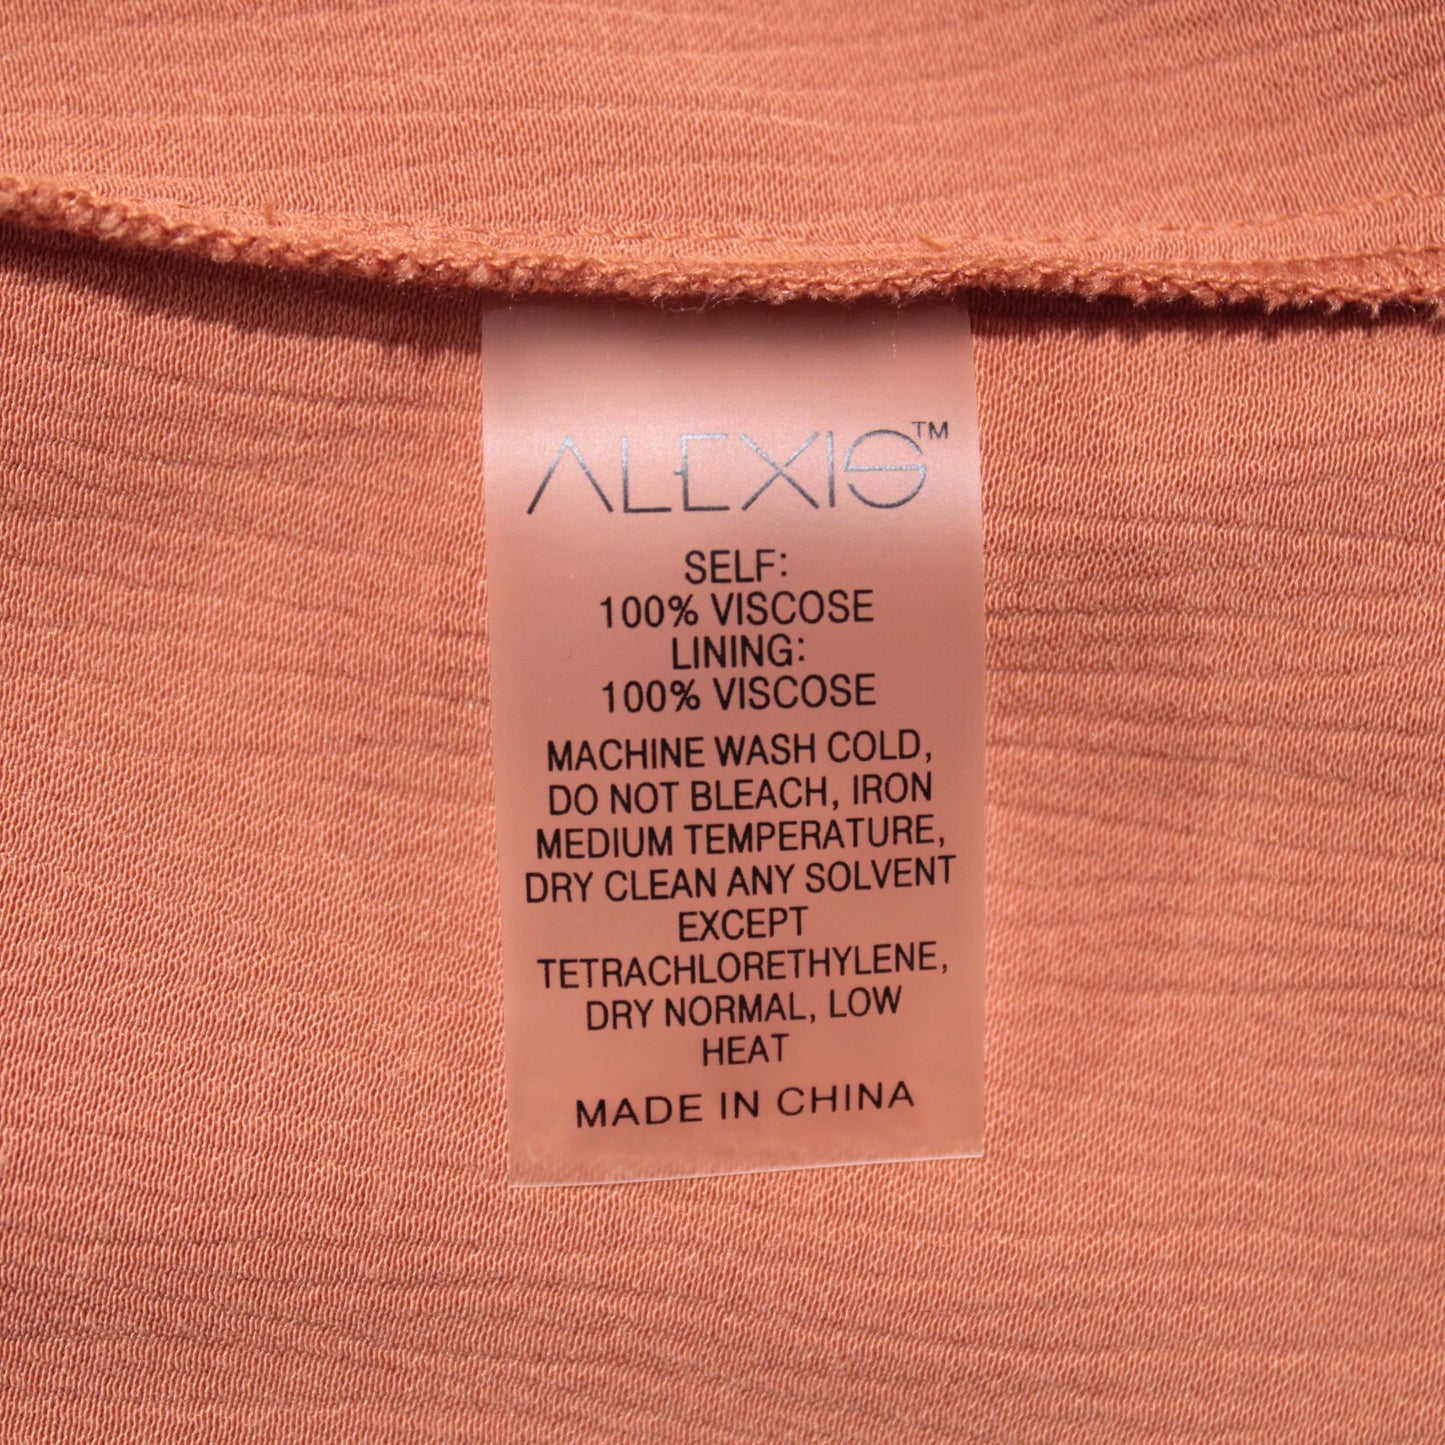 ALEXIS™
SELF:
100% VISCOSE
LINING:
100% VISCOSE
MACHINE WASH COLD,
DO NOT BLEACH, IRON
MEDIUM TEMPERATURE,
DRY CLEAN ANY SOLVENT
EXCEPT
TETRACHLORETHYLENE,
DRY NORMAL, LOW
HEAT
MADE IN CHINA